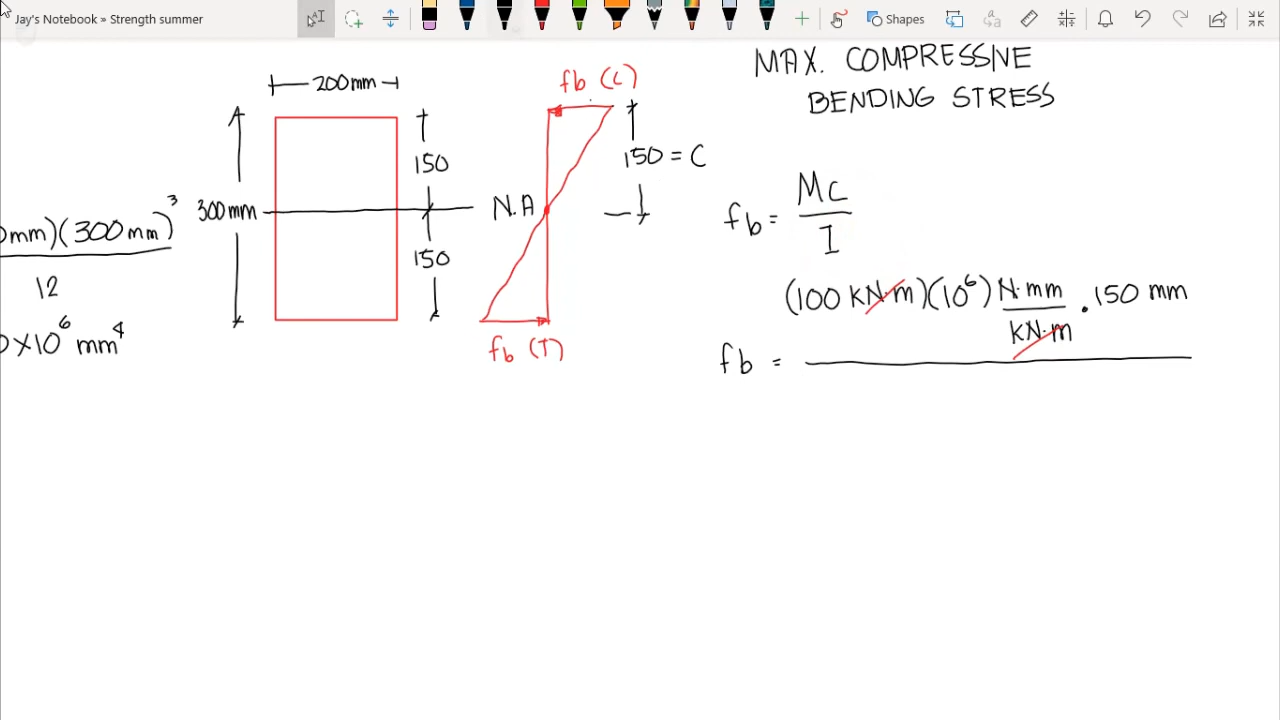 Jay's Notebook » Strength summer
Shapes
MAX. COMPRESSIVE
BENDING STRESS
200mm
fb (C)
150
150 = C
300mm
N.A
150
fb (T)
mm)(300 mm)³
12
X10⁶ mm⁴
fb = Mc
I
(100 kN·m)(10⁶) N·mm . 150 mm
kN·m
fb =